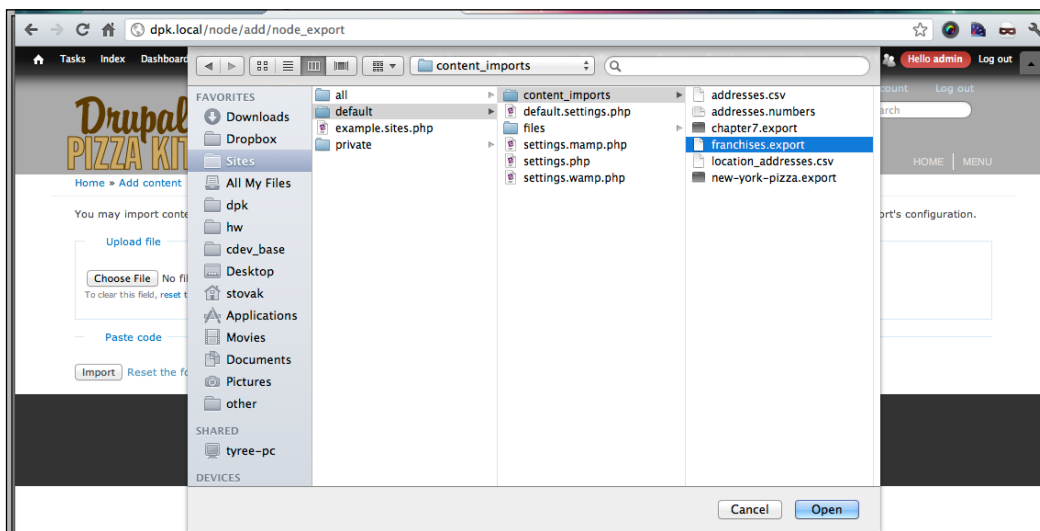 dpk.local/node/add/node_export
Tasks Index Dashboard
Hello admin Log out
content_imports
Log out
Drupal
PIZZA KIT
HOME MENU
Home » Add content
You may import conte
ort's configuration.
Upload file
Choose File No fil
To clear this field, reset t
Paste code
Import Reset the fo
FAVORITES
Downloads
Dropbox
Sites
All My Files
dpk
hw
cdev_base
Desktop
stovak
Applications
Movies
Documents
Pictures
other
SHARED
tyree-pc
DEVICES
all
default
example.sites.php
private
content_imports
default.settings.php
files
settings.mamp.php
settings.php
settings.wamp.php
addresses.csv
addresses.numbers
chapter7.export
franchises.export
location_addresses.csv
new-york-pizza.export
Cancel Open